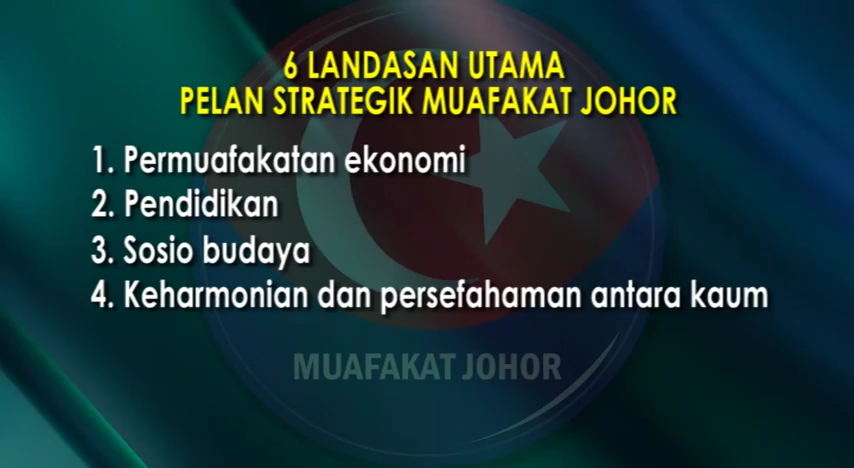 6 LANDASAN UTAMA
PELAN STRATEGIK MUAFAKAT JOHOR
1. Permuafakatan ekonomi
2. Pendidikan
3. Sosio budaya
4. Keharmonian dan persefahaman antara kaum
MUAFAKAT JOHOR